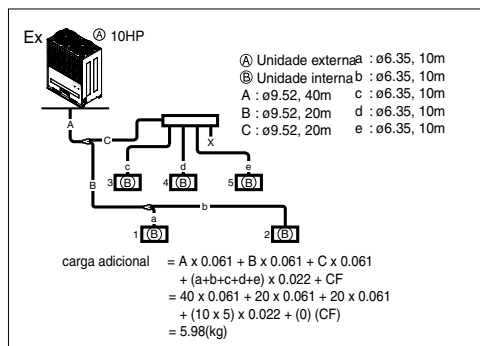 Ex Ⓐ 10HP
Ⓐ Unidade externa
Ⓑ Unidade interna
A : ø9.52, 40m
B : ø9.52, 20m
C : ø9.52, 20m
a : ø6.35, 10m
b : ø6.35, 10m
c : ø6.35, 10m
d : ø6.35, 10m
e : ø6.35, 10m
A
C
X
c d e
3 Ⓑ 4 Ⓑ 5 Ⓑ
B
b
a
1 Ⓑ 2 Ⓑ
carga adicional = A x 0.061 + B x 0.061 + C x 0.061
+ (a+b+c+d+e) x 0.022 + CF
= 40 x 0.061 + 20 x 0.061 + 20 x 0.061
+ (10 x 5) x 0.022 + (0) (CF)
= 5.98(kg)